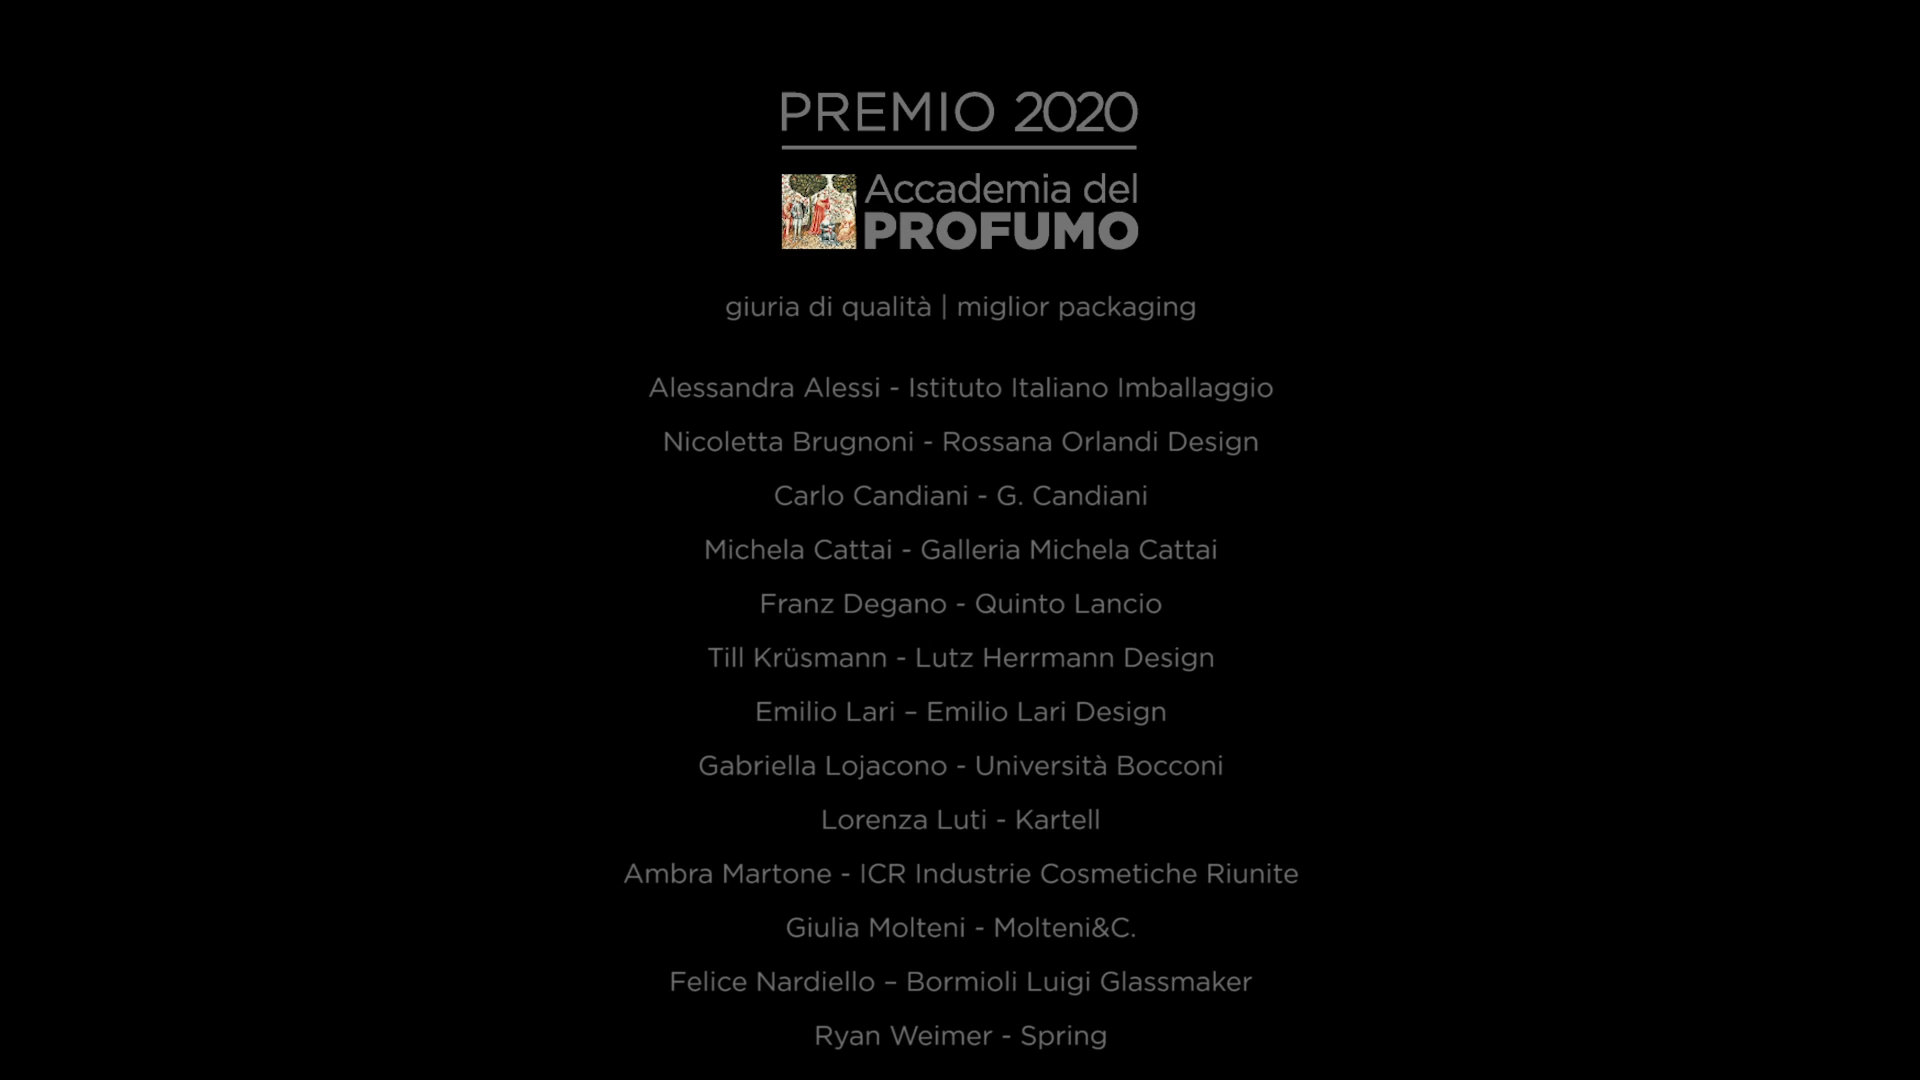 PREMIO 2020
Accademia del
PROFUMO
giuria di qualità | miglior packaging
Alessandra Alessi - Istituto Italiano Imballaggio
Nicoletta Brugnoni - Rossana Orlandi Design
Carlo Candiani - G. Candiani
Michela Cattai - Galleria Michela Cattai
Franz Degano - Quinto Lancio
Till Krüsmann - Lutz Herrmann Design
Emilio Lari – Emilio Lari Design
Gabriella Lojacono - Università Bocconi
Lorenza Luti - Kartell
Ambra Martone - ICR Industrie Cosmetiche Riunite
Giulia Molteni - Molteni&C.
Felice Nardiello – Bormioli Luigi Glassmaker
Ryan Weimer - Spring